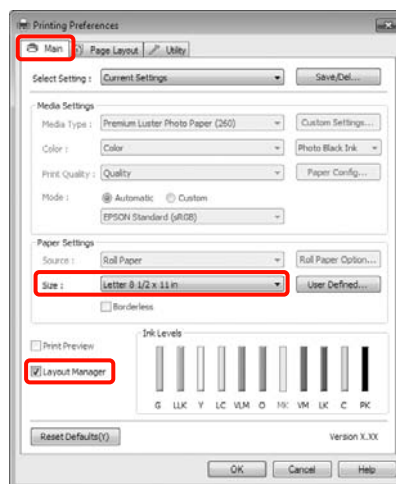 Printing Preferences
Main Page Layout Utility
Select Setting : Current Settings Save/Del...
Media Settings
Media Type : Premium Luster Photo Paper (260) Custom Settings...
Color : Color Photo Black Ink
Print Quality : Quality Paper Config...
Mode : Automatic Custom
EPSON Standard (sRGB)
Paper Settings
Source : Roll Paper Roll Paper Option...
Size : Letter 8 1/2 x 11 in User Defined...
Borderless
Ink Levels
Print Preview
Layout Manager
G LLK Y LC VLM O MK VM LK C PK
Reset Defaults(Y) Version X.XX
OK Cancel Help